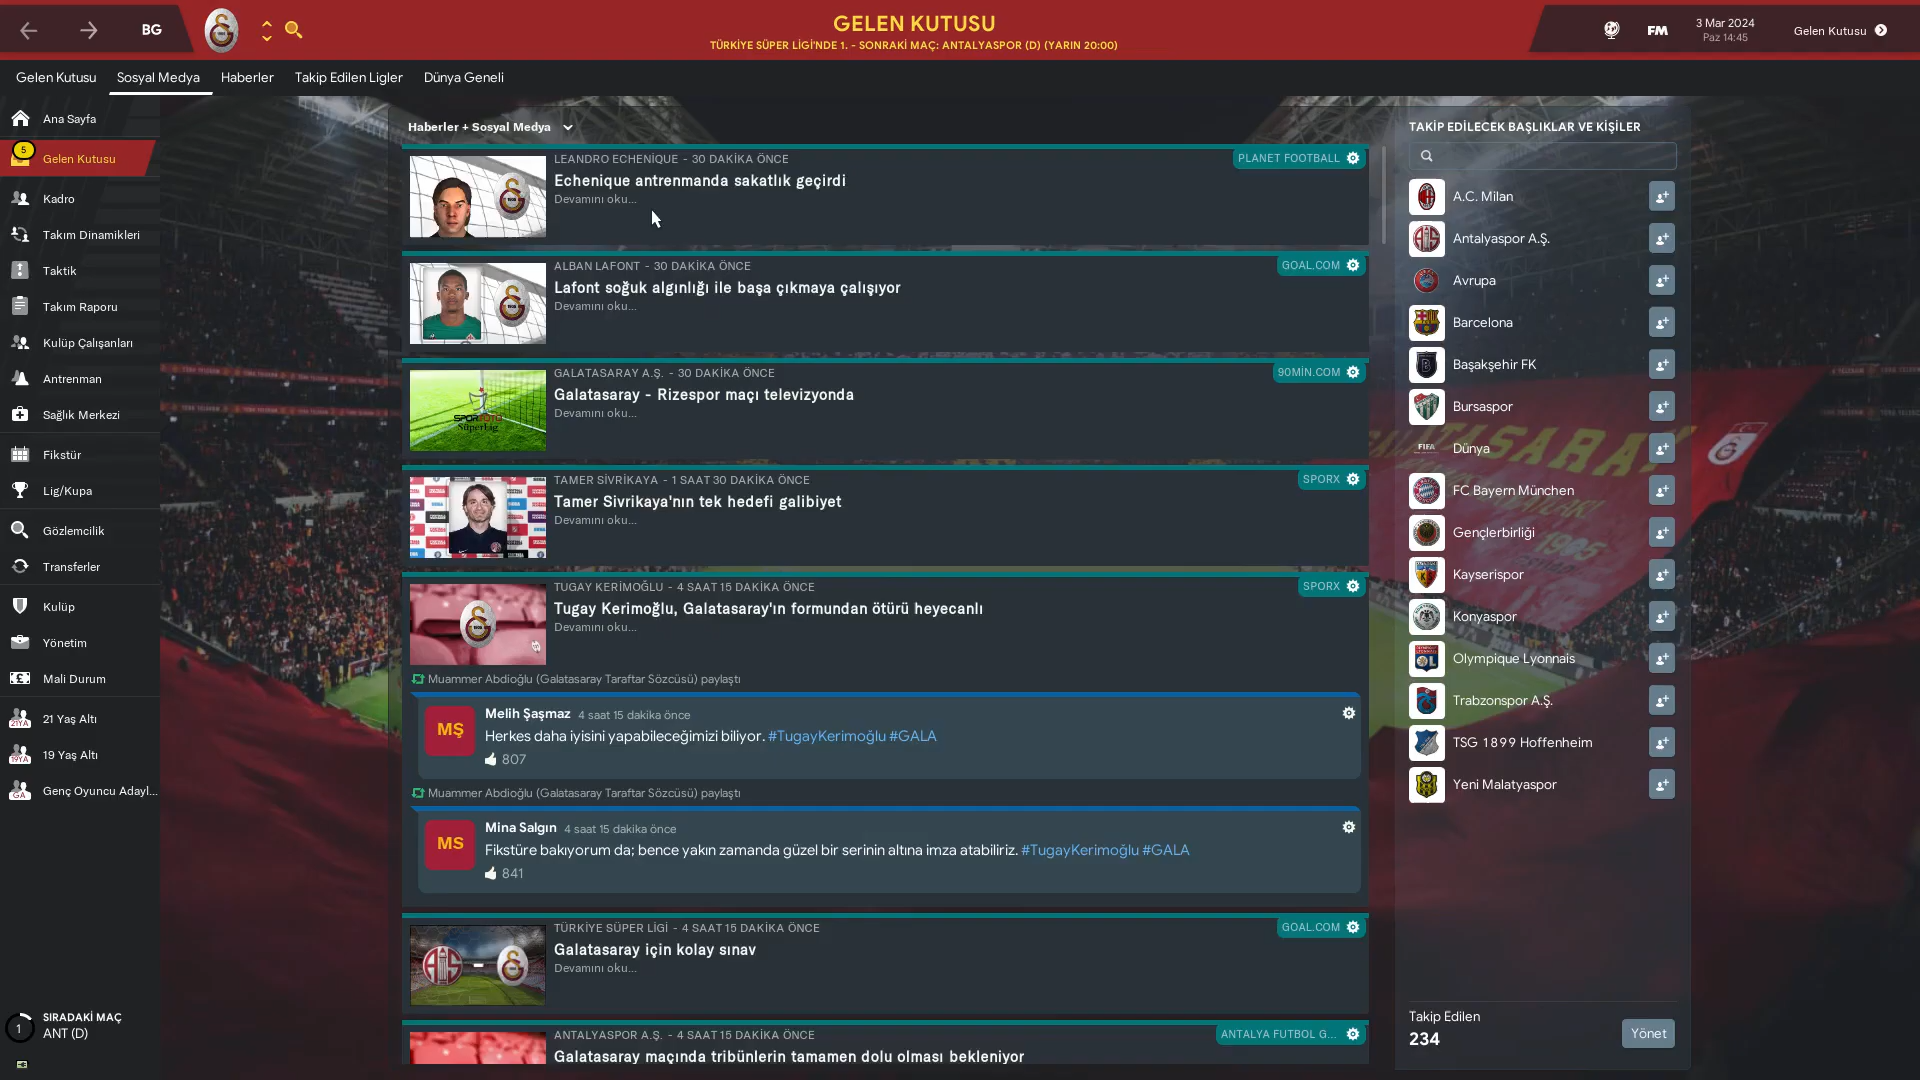 BG
GELEN KUTUSU
TÜRKİYE SÜPER LİGİ'NDE 1. - SONRAKİ MAÇ: ANTALYASPOR (D) (YARIN 20:00)
FM
3 Mar 2024
Paz 14:45
Gelen Kutusu
Gelen Kutusu
Sosyal Medya
Haberler
Takip Edilen Ligler
Dünya Geneli
Ana Sayfa
5
Gelen Kutusu
Kadro
Takım Dinamikleri
Taktik
Takım Raporu
Kulüp Çalışanları
Antrenman
Sağlık Merkezi
Fikstür
Lig/Kupa
Gözlemcilik
Transferler
Kulüp
Yönetim
Mali Durum
21YA
21 Yaş Altı
19YA
19 Yaş Altı
GA
Genç Oyuncu Adayl...
1
SIRADAKİ MAÇ
ANT (D)
Haberler + Sosyal Medya
LEANDRO ECHENİQUE - 30 DAKİKA ÖNCE
PLANET FOOTBALL
Echenique antrenmanda sakatlık geçirdi
Devamını oku...
ALBAN LAFONT - 30 DAKİKA ÖNCE
GOAL.COM
Lafont soğuk algınlığı ile başa çıkmaya çalışıyor
Devamını oku...
GALATASARAY A.Ş. - 30 DAKİKA ÖNCE
90MİN.COM
Galatasaray - Rizespor maçı televizyonda
Devamını oku...
SPOR TOTO
SüperLig
TAMER SİVRİKAYA - 1 SAAT 30 DAKİKA ÖNCE
SPORX
Tamer Sivrikaya'nın tek hedefi galibiyet
Devamını oku...
TUGAY KERİMOĞLU - 4 SAAT 15 DAKİKA ÖNCE
SPORX
Tugay Kerimoğlu, Galatasaray'ın formundan ötürü heyecanlı
Devamını oku...
Muammer Abdioğlu (Galatasaray Taraftar Sözcüsü) paylaştı
MŞ
Melih Şaşmaz 4 saat 15 dakika önce
Herkes daha iyisini yapabileceğimizi biliyor. #TugayKerimoğlu #GALA
807
Muammer Abdioğlu (Galatasaray Taraftar Sözcüsü) paylaştı
MS
Mina Salgın 4 saat 15 dakika önce
Fikstüre bakıyorum da; bence yakın zamanda güzel bir serinin altına imza atabiliriz. #TugayKerimoğlu #GALA
841
TÜRKİYE SÜPER LİGİ - 4 SAAT 15 DAKİKA ÖNCE
GOAL.COM
Galatasaray için kolay sınav
Devamını oku...
ANTALYASPOR A.Ş. - 4 SAAT 15 DAKİKA ÖNCE
ANTALYA FUTBOL G...
Galatasaray maçında tribünlerin tamamen dolu olması bekleniyor
TAKİP EDİLECEK BAŞLIKLAR VE KİŞİLER
A.C. Milan
Antalyaspor A.Ş.
Avrupa
Barcelona
Başakşehir FK
Bursaspor
FIFA
Dünya
FC Bayern München
Gençlerbirliği
Kayserispor
Konyaspor
Olympique Lyonnais
Trabzonspor A.Ş.
TSG 1899 Hoffenheim
Yeni Malatyaspor
Takip Edilen
234
Yönet